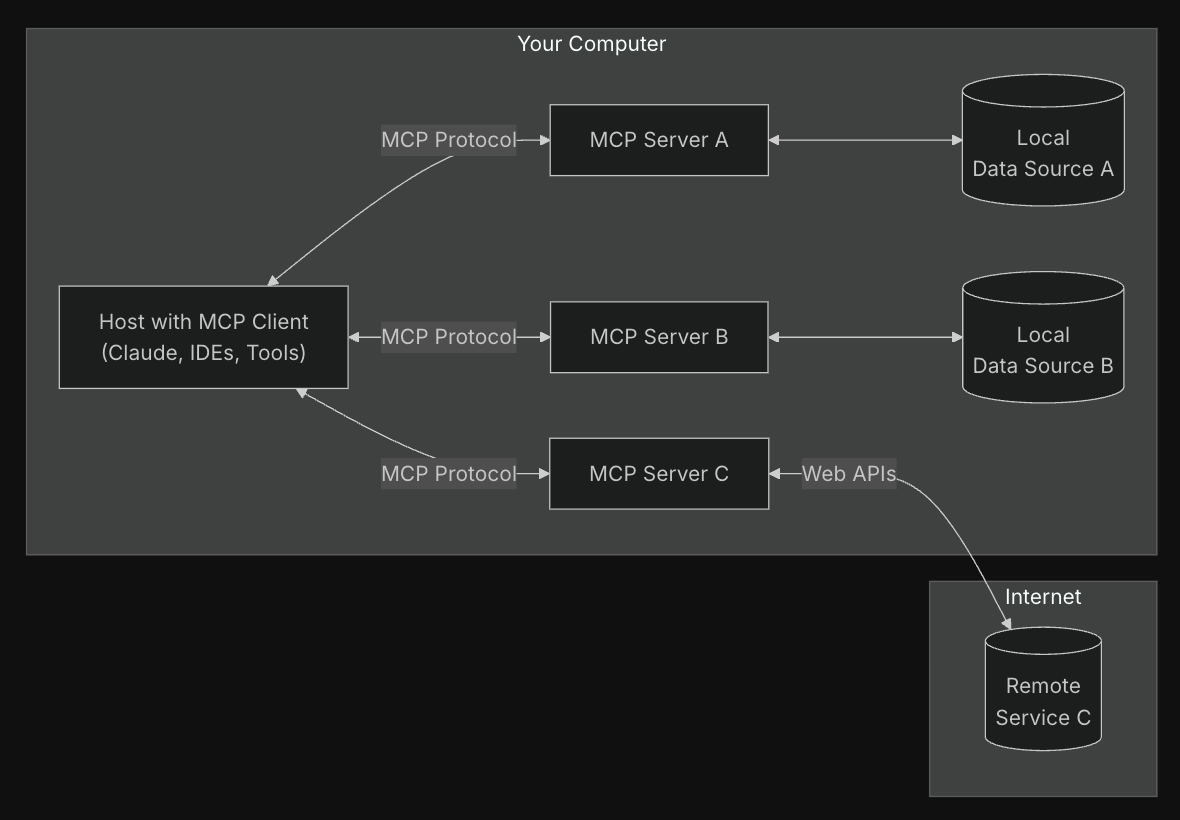 Your Computer
MCP Protocol
MCP Server A
Local
Data Source A
Host with MCP Client
(Claude, IDEs, Tools)
MCP Protocol
MCP Server B
Local
Data Source B
MCP Protocol
MCP Server C
Web APIs
Internet
Remote
Service C